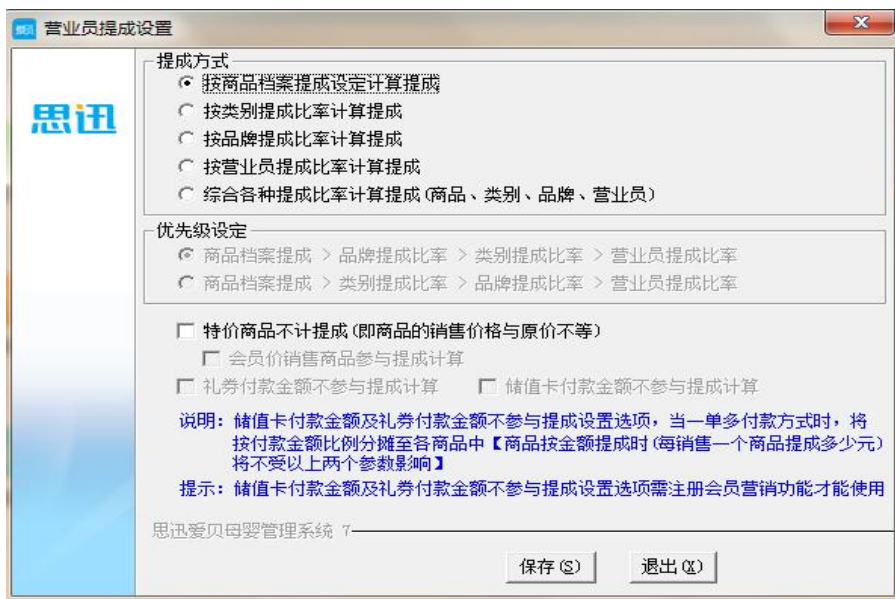 营业员提成设置
思迅
提成方式
按商品档案提成设定计算提成
按类别提成比率计算提成
按品牌提成比率计算提成
按营业员提成比率计算提成
综合各种提成比率计算提成(商品、类别、品牌、营业员)
优先级设定
商品档案提成 > 品牌提成比率 > 类别提成比率 > 营业员提成比率
商品档案提成 > 类别提成比率 > 品牌提成比率 > 营业员提成比率
特价商品不计提成(即商品的销售价格与原价不等)
会员价销售商品参与提成计算
礼券付款金额不参与提成计算 储值卡付款金额不参与提成计算
说明: 储值卡付款金额及礼券付款金额不参与提成设置选项, 当一单多付款方式时, 将
按付款金额比例分摊至各商品中【商品按金额提成时(每销售一个商品提成多少元)
将不受以上两个参数影响】
提示: 储值卡付款金额及礼券付款金额不参与提成设置选项需注册会员营销功能才能使用
思迅爱贝母婴管理系统 7
保存(S) 退出(X)